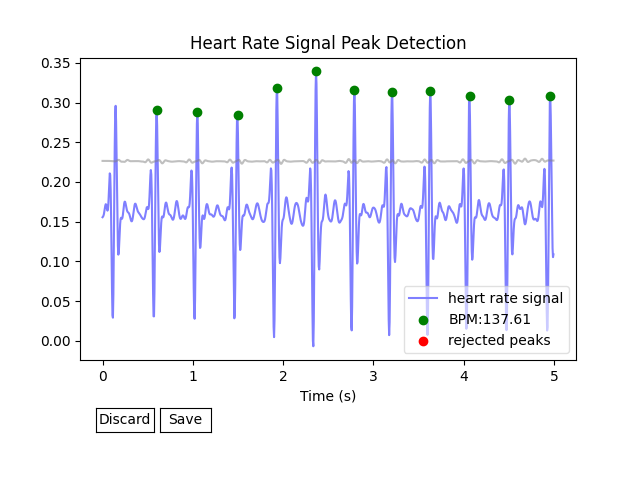 Heart Rate Signal Peak Detection
0.35
0.30
0.25
0.20
0.15
0.10
0.05
0.00
heart rate signal
BPM:137.61
rejected peaks
0 1 2 3 4 5
Time (s)
Discard Save